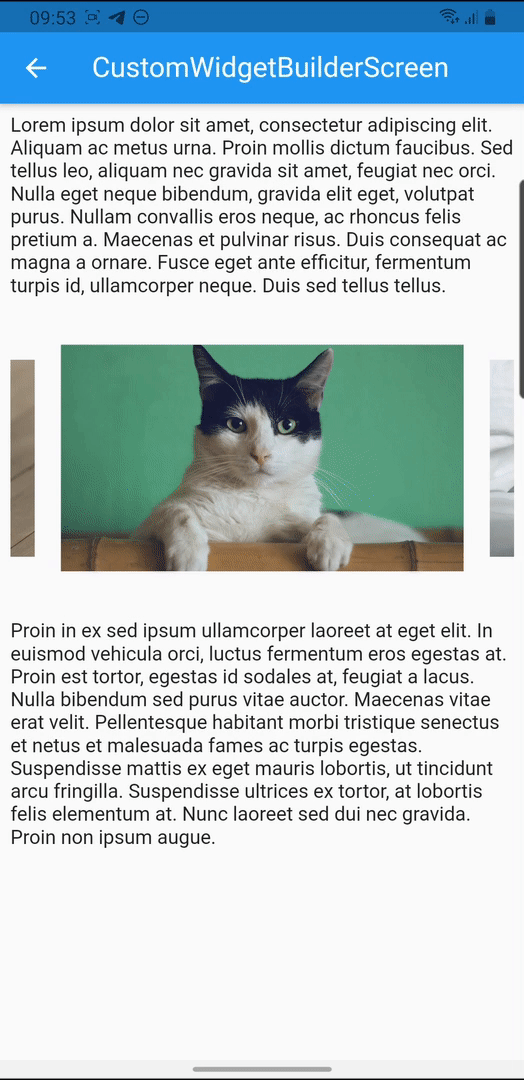 09:53
CustomWidgetBuilderScreen
Lorem ipsum dolor sit amet, consectetur adipiscing elit.
Aliquam ac metus urna. Proin mollis dictum faucibus. Sed
tellus leo, aliquam nec gravida sit amet, feugiat nec orci.
Nulla eget neque bibendum, gravida elit eget, volutpat
purus. Nullam convallis eros neque, ac rhoncus felis
pretium a. Maecenas et pulvinar risus. Duis consequat ac
magna a ornare. Fusce eget ante efficitur, fermentum
turpis id, ullamcorper neque. Duis sed tellus tellus.
Proin in ex sed ipsum ullamcorper laoreet at eget elit. In
euismod vehicula orci, luctus fermentum eros egestas at.
Proin est tortor, egestas id sodales at, feugiat a lacus.
Nulla bibendum sed purus vitae auctor. Maecenas vitae
erat velit. Pellentesque habitant morbi tristique senectus
et netus et malesuada fames ac turpis egestas.
Suspendisse mattis ex eget mauris lobortis, ut tincidunt
arcu fringilla. Suspendisse ultrices ex tortor, at lobortis
felis elementum at. Nunc laoreet sed dui nec gravida.
Proin non ipsum augue.